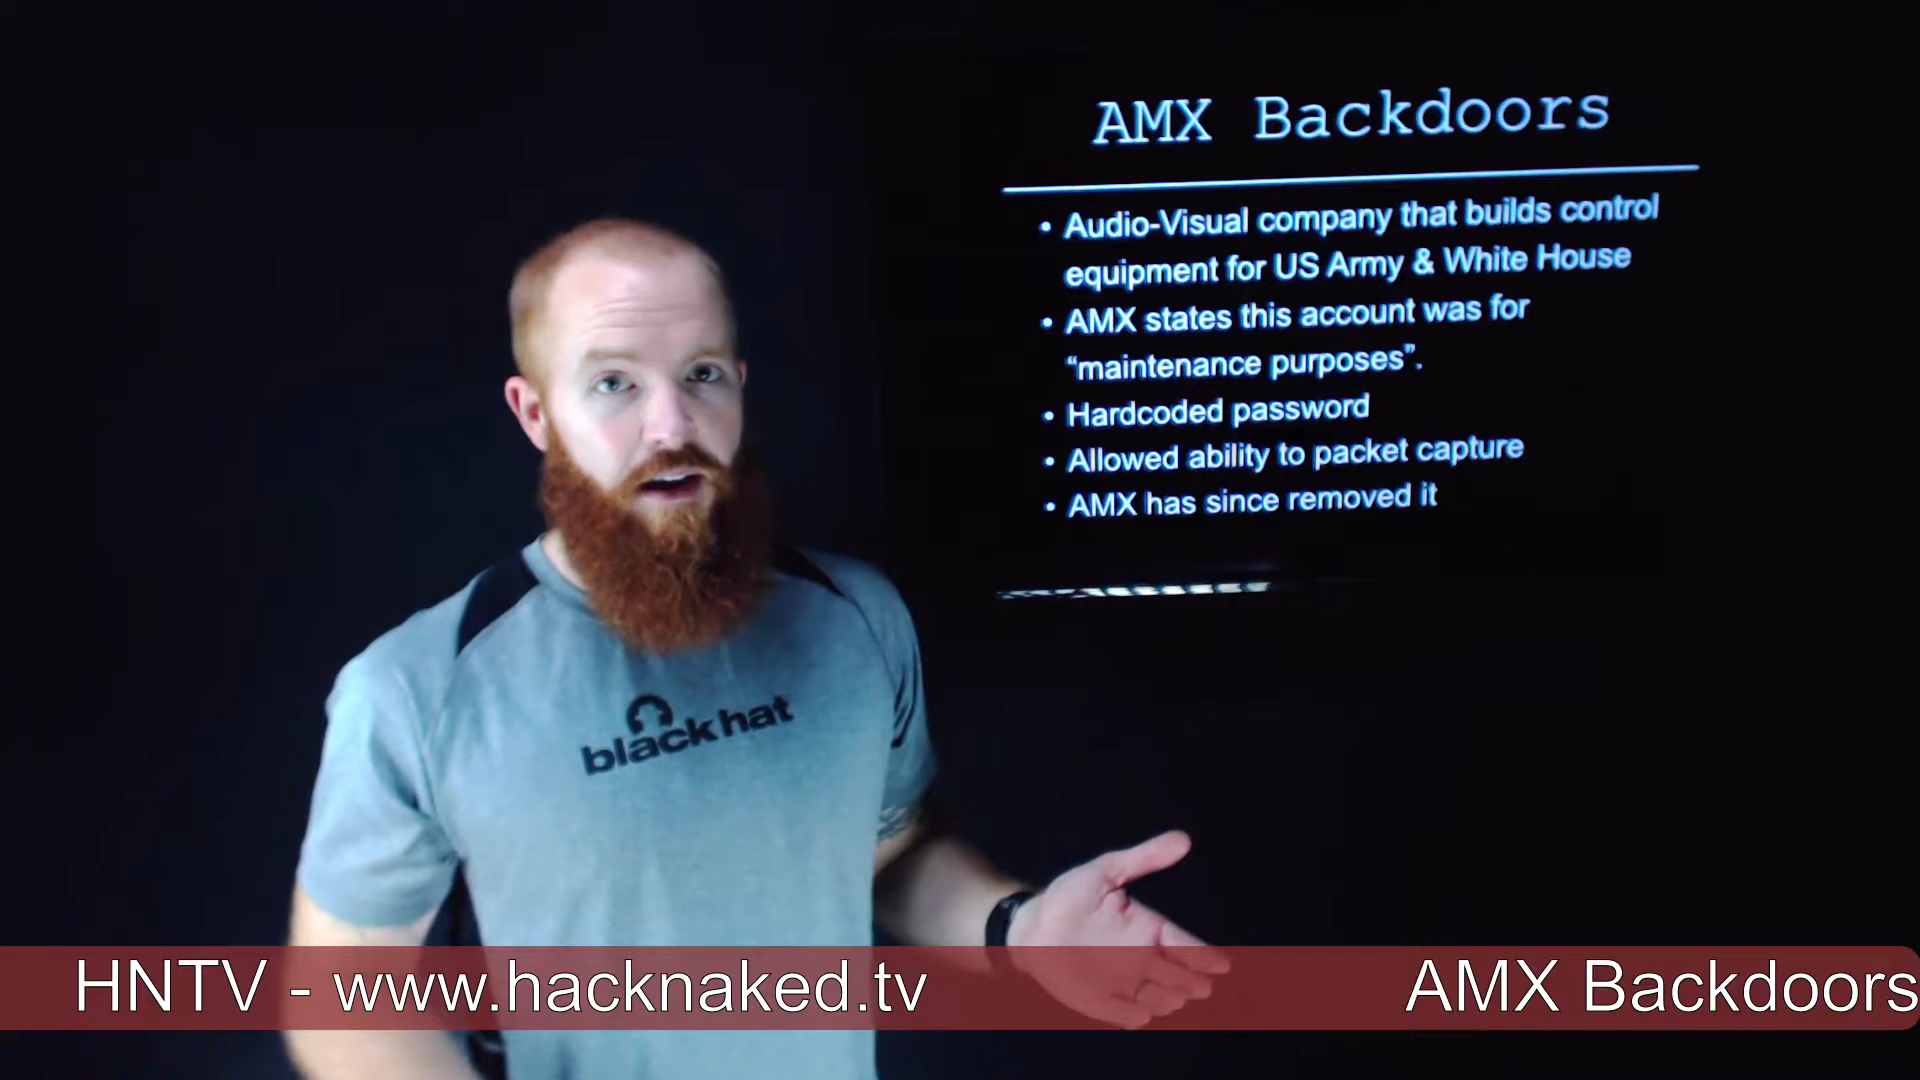 AMX Backdoors
• Audio-Visual company that builds control
equipment for US Army & White House
• AMX states this account was for
“maintenance purposes”.
• Hardcoded password
• Allowed ability to packet capture
• AMX has since removed it
black hat
HNTV - www.hacknaked.tv
AMX Backdoors